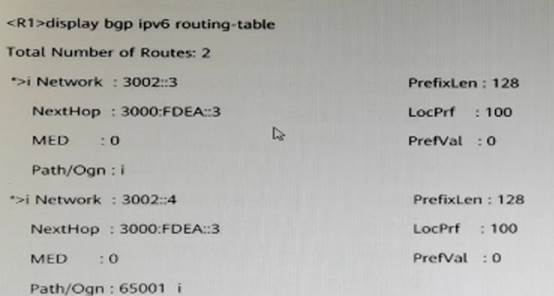 <R1>display bgp ipv6 routing-table
Total Number of Routes: 2
*>i Network : 3002::3 PrefixLen : 128
NextHop : 3000:FDEA::3 LocPrf : 100
MED : 0 PrefVal : 0
Path/Ogn : i
*>i Network : 3002::4 PrefixLen : 128
NextHop : 3000:FDEA::3 LocPrf : 100
MED : 0 PrefVal : 0
Path/Ogn : 65001 i